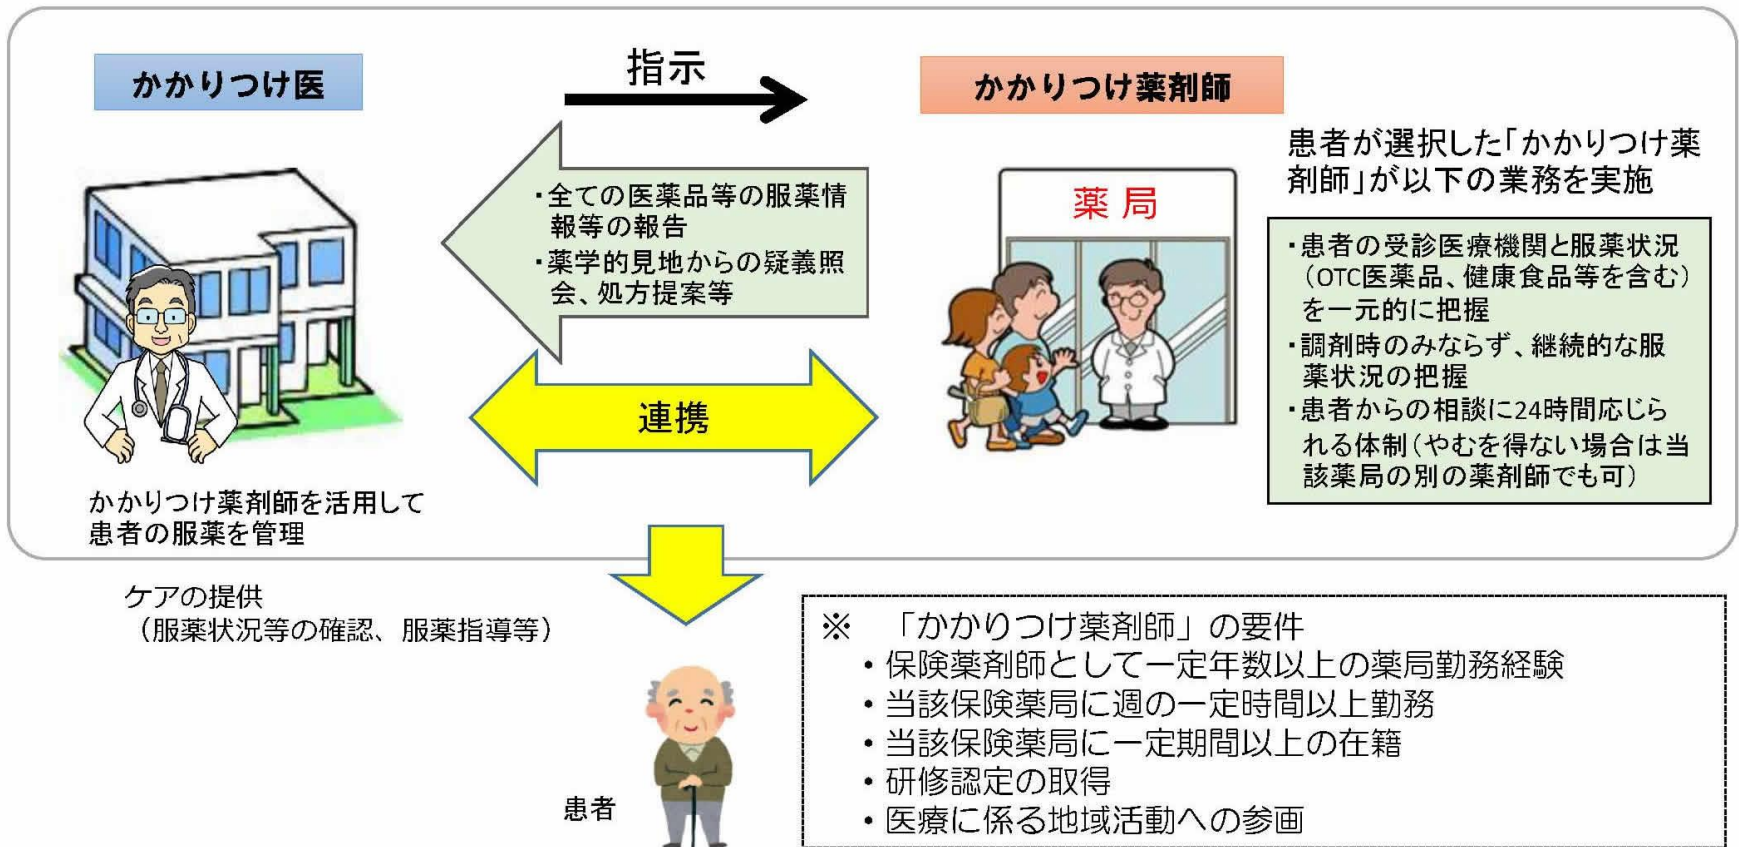 かかりつけ医
指示
かかりつけ薬剤師
・全ての医薬品等の服薬情
報等の報告
・薬学的見地からの疑義照
会、処方提案等
連携
かかりつけ薬剤師を活用して
患者の服薬を管理
薬局
患者が選択した「かかりつけ薬
剤師」が以下の業務を実施
・患者の受診医療機関と服薬状況
（OTC医薬品、健康食品等を含む）
を一元的に把握
・調剤時のみならず、継続的な服
薬状況の把握
・患者からの相談に24時間応じら
れる体制（やむを得ない場合は当
該薬局の別の薬剤師でも可）
ケアの提供
（服薬状況等の確認、服薬指導等）
患者
※　「かかりつけ薬剤師」の要件
・保険薬剤師として一定年数以上の薬局勤務経験
・当該保険薬局に週の一定時間以上勤務
・当該保険薬局に一定期間以上の在籍
・研修認定の取得
・医療に係る地域活動への参画